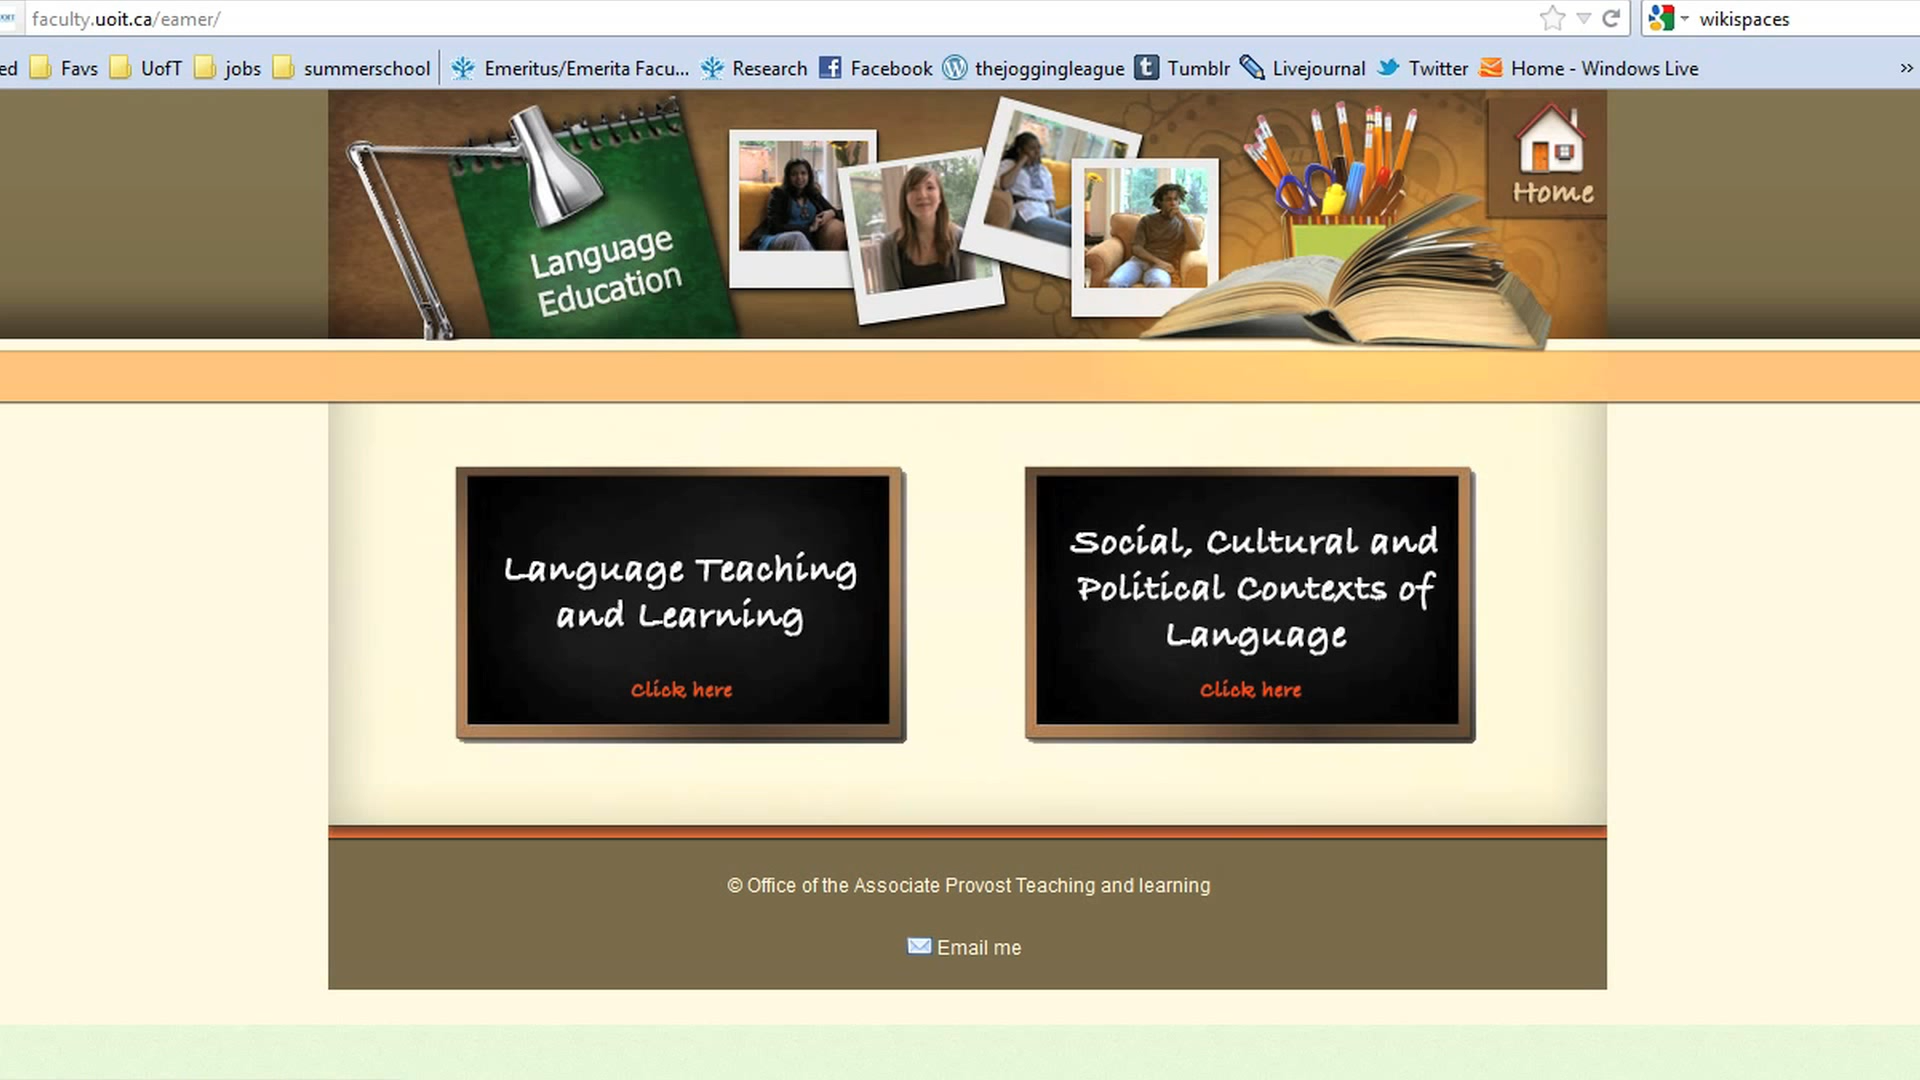 faculty.uoit.ca/eamer/
wikispaces
ed Favs UofT jobs summerschool Emeritus/Emerita Facu... Research Facebook thejoggingleague Tumblr Livejournal Twitter Home - Windows Live »
Language
Education
Home
Language Teaching
and Learning
Click here
Social, Cultural and
Political Contexts of
Language
Click here
© Office of the Associate Provost Teaching and learning
Email me